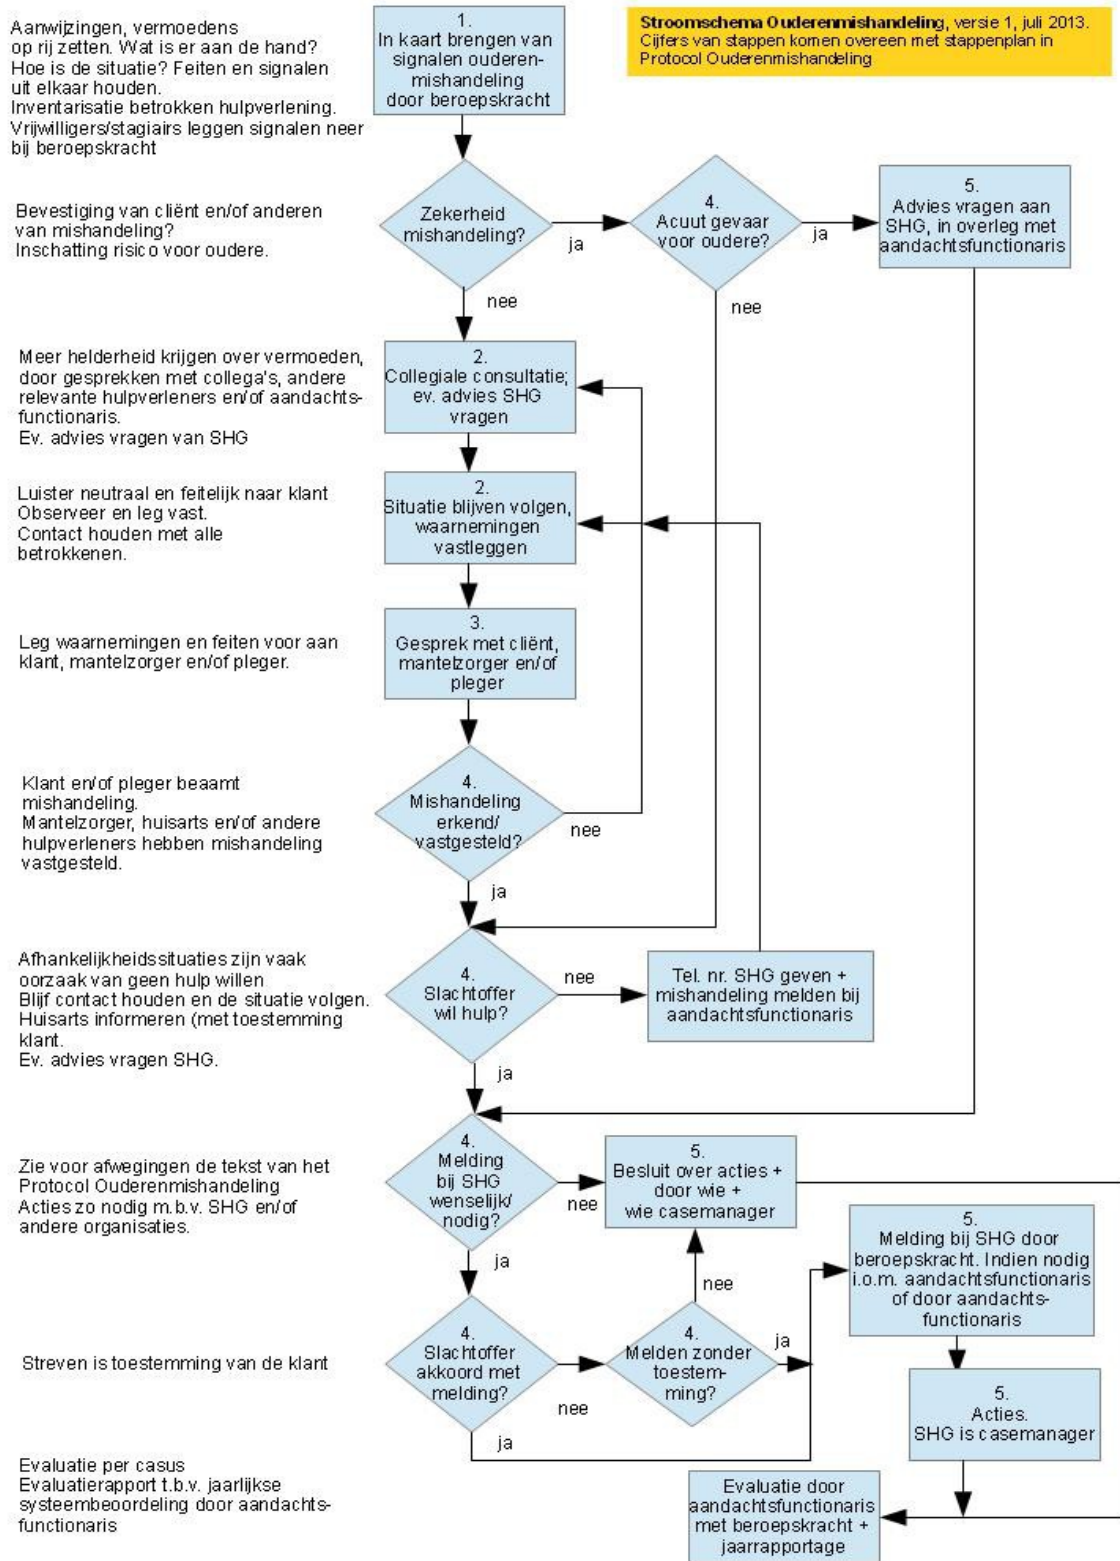 Aanwijzingen, vermoedens
op rij zetten. Wat is er aan de hand?
Hoe is de situatie? Feiten en signalen
uit elkaar houden.
Inventarisatie betrokken hulpverlening.
Vrijwilligers/stagiairs leggen signalen neer
bij beroepskracht
1.
In kaart brengen van
signalen ouderen-
mishandeling
door beroepskracht
Stroomschema Ouderenmishandeling, versie 1, juli 2013.
Cijfers van stappen komen overeen met stappenplan in
Protocol Ouderenmishandeling
Bevestiging van cliënt en/of anderen
van mishandeling?
Inschatting risico voor oudere.
Zekerheid
mishandeling?
ja
nee
4.
Acuut gevaar
voor oudere?
ja
nee
5.
Advies vragen aan
SHG, in overleg met
aandachtsfunctionaris
Meer helderheid krijgen over vermoeden,
door gesprekken met collega's, andere
relevante hulpverleners en/of aandachts-
functionaris.
Ev. advies vragen van SHG
2.
Collegiale consultatie;
ev. advies SHG
vragen
Luister neutraal en feitelijk naar klant
Observeer en leg vast.
Contact houden met alle
betrokkenen.
2.
Situatie blijven volgen,
waarnemingen
vastleggen
Leg waarnemingen en feiten voor aan
klant, mantelzorger en/of pleger.
3.
Gesprek met cliënt,
mantelzorger en/of
pleger
Klant en/of pleger beaamt
mishandeling.
Mantelzorger, huisarts en/of andere
hulpverleners hebben mishandeling
vastgesteld.
4.
Mishandeling
erkend/
vastgesteld?
nee
ja
Afhankelijkheidssituaties zijn vaak
oorzaak van geen hulp willen
Blijf contact houden en de situatie volgen.
Huisarts informeren (met toestemming
klant.
Ev. advies vragen SHG.
4.
Slachtoffer
wil hulp?
nee
ja
Tel. nr. SHG geven +
mishandeling melden bij
aandachtsfunctionaris
Zie voor afwegingen de tekst van het
Protocol Ouderenmishandeling
Acties zo nodig m.b.v. SHG en/of
andere organisaties.
4.
Melding
bij SHG
wenselijk/
nodig?
nee
ja
5.
Besluit over acties +
door wie +
wie casemanager
5.
Melding bij SHG door
beroepskracht. Indien nodig
i.o.m. aandachtsfunctionaris
of door aandachts-
functionaris
Streven is toestemming van de klant
4.
Slachtoffer
akkoord met
melding?
nee
ja
4.
Melden zonder
toestem-
ming?
nee
ja
5.
Acties.
SHG is casemanager
Evaluatie per casus
Evaluatierapport t.b.v. jaarlijkse
systeembeoordeling door aandachts-
functionaris
Evaluatie door
aandachtsfunctionaris
met beroepskracht +
jaarrapportage